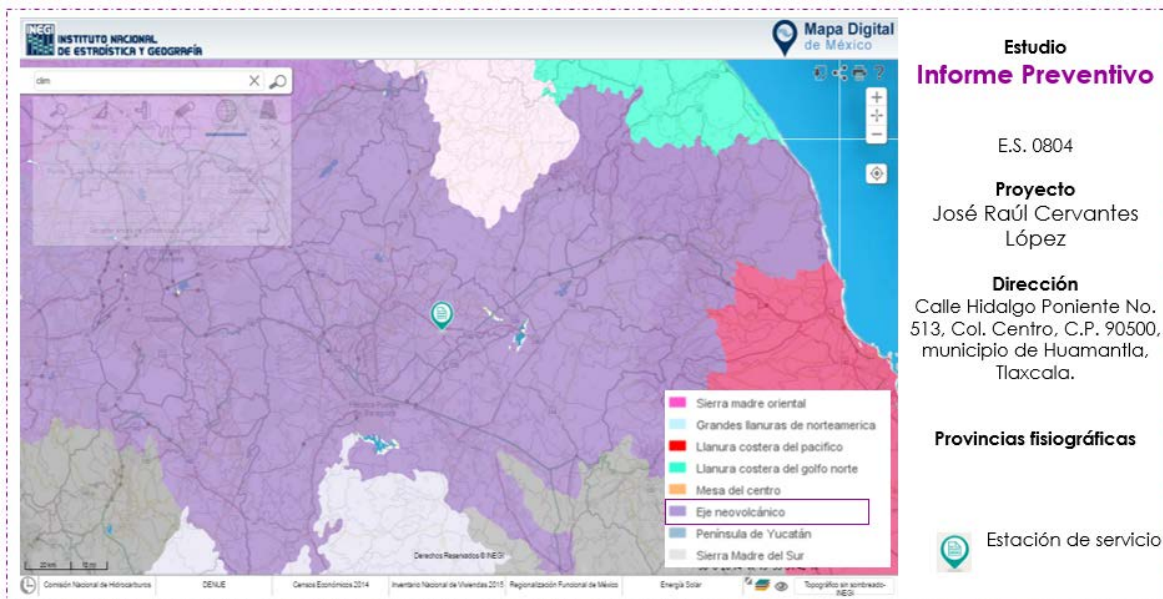 INEGI
INSTITUTO NACIONAL
DE ESTADÍSTICA Y GEOGRAFÍA
Mapa Digital
de México
clim
Sierra madre oriental
Grandes llanuras de norteamerica
Llanura costera del pacifico
Llanura costera del golfo norte
Mesa del centro
Eje neovolcánico
Península de Yucatán
Sierra Madre del Sur
Derechos Reservados © INEGI
20 km
Comisión Nacional de Hidrocarburos
DENUE
Censos Económicos 2014
Inventario Nacional de Viviendas 2015
Regionalización Funcional de México
Energía Solar
Topográfico sin sombreado-
INEGI
Estudio
Informe Preventivo
E.S. 0804
Proyecto
José Raúl Cervantes
López
Dirección
Calle Hidalgo Poniente No.
513, Col. Centro, C.P. 90500,
municipio de Huamantla,
Tlaxcala.
Provincias fisiográficas
Estación de servicio